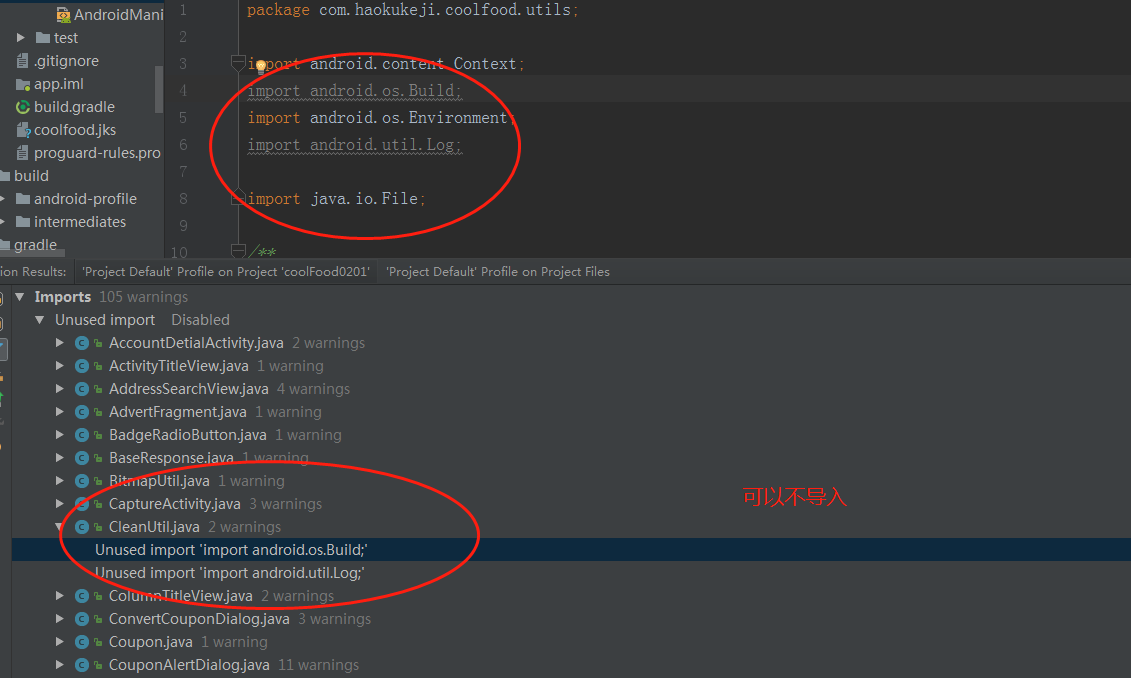 AndroidMani
test
.gitignore
app.iml
build.gradle
coolfood.jks
proguard-rules.pro
build
android-profile
intermediates
gradle
1 package com.haokukeji.coolfood.utils;
2
3 import android.content.Context;
4 import android.os.Build;
5 import android.os.Environment;
6 import android.util.Log;
7
8 import java.io.File;
9
10 /**
ion Results: 'Project Default' Profile on Project 'coolFood0201' 'Project Default' Profile on Project Files
Imports 105 warnings
Unused import Disabled
AccountDetialActivity.java 2 warnings
ActivityTitleView.java 1 warning
AddressSearchView.java 4 warnings
AdvertFragment.java 1 warning
BadgeRadioButton.java 1 warning
BaseResponse.java 1 warning
BitmapUtil.java 1 warning
CaptureActivity.java 3 warnings
可以不导入
CleanUtil.java 2 warnings
Unused import 'import android.os.Build;'
Unused import 'import android.util.Log;'
ColumnTitleView.java 2 warnings
ConvertCouponDialog.java 3 warnings
Coupon.java 1 warning
CouponAlertDialog.java 11 warnings